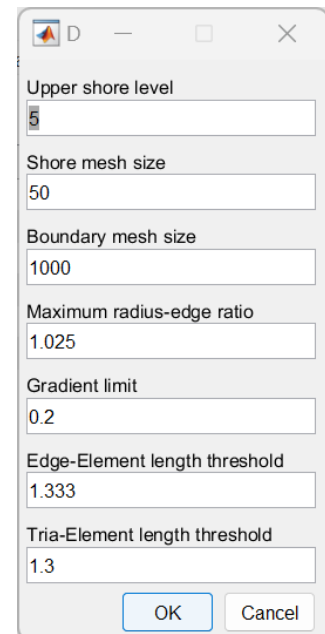 D
Upper shore level
5
Shore mesh size
50
Boundary mesh size
1000
Maximum radius-edge ratio
1.025
Gradient limit
0.2
Edge-Element length threshold
1.333
Tria-Element length threshold
1.3
OK Cancel